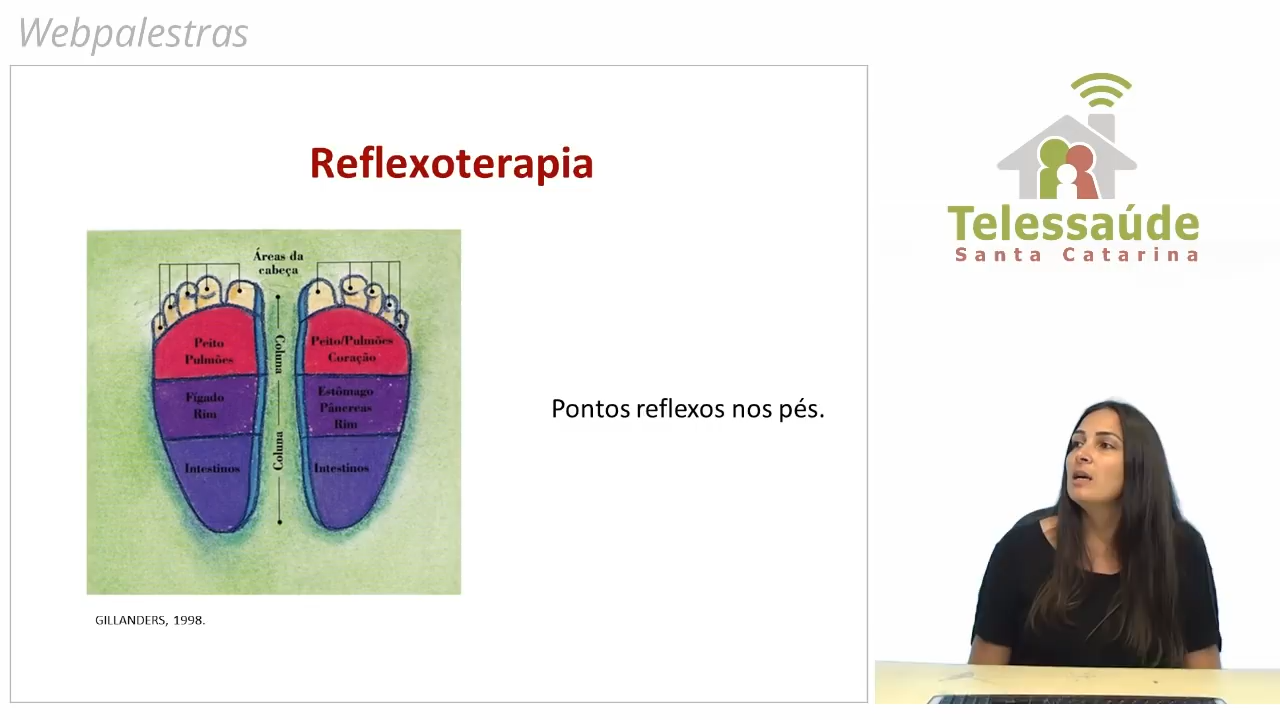 Webpalestras
Reflexoterapia
Áreas da
cabeça
Peito
Pulmões
Fígado
Rim
Intestinos
Coluna
Coluna
Peito/Pulmões
Coração
Estômago
Pâncreas
Rim
Intestinos
Pontos reflexos nos pés.
GILLANDERS, 1998.
Telessaúde
Santa Catarina